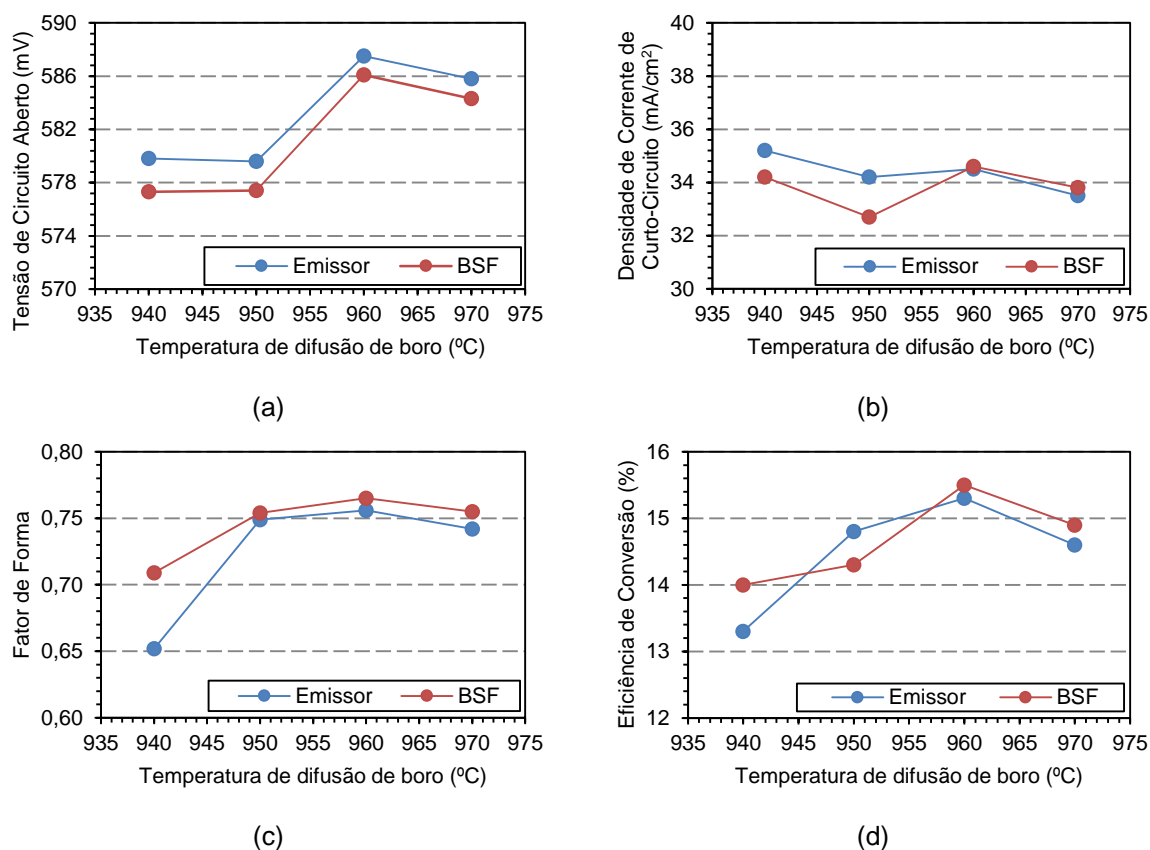 Tensão de Circuito Aberto (mV)
590
586
582
578
574
570
Emissor
BSF
935 940 945 950 955 960 965 970 975
Temperatura de difusão de boro (ºC)
(a)
Densidade de Corrente de
Curto-Circuito (mA/cm²)
40
38
36
34
32
30
Emissor
BSF
935 940 945 950 955 960 965 970 975
Temperatura de difusão de boro (ºC)
(b)
Fator de Forma
0,80
0,75
0,70
0,65
0,60
Emissor
BSF
935 940 945 950 955 960 965 970 975
Temperatura de difusão de boro (ºC)
(c)
Eficiência de Conversão (%)
16
15
14
13
12
Emissor
BSF
935 940 945 950 955 960 965 970 975
Temperatura de difusão de boro (ºC)
(d)